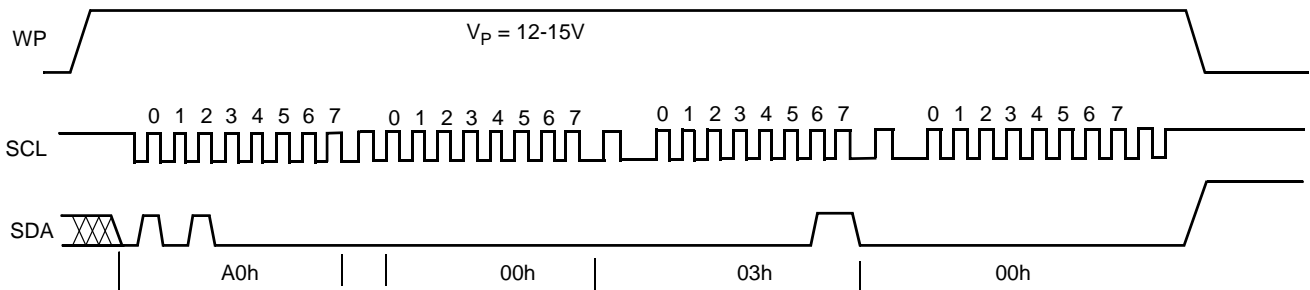 WP
V_P = 12-15V
0 1 2 3 4 5 6 7 0 1 2 3 4 5 6 7 0 1 2 3 4 5 6 7 0 1 2 3 4 5 6 7
SCL
SDA
A0h 00h 03h 00h